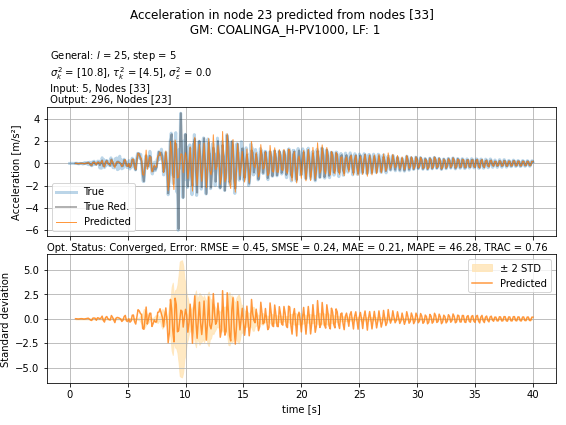 Acceleration in node 23 predicted from nodes [33]
GM: COALINGA_H-PV1000, LF: 1
General: l = 25, step = 5
σ²ₖ = [10.8], τ²ₖ = [4.5], σ²ε = 0.0
Input: 5, Nodes [33]
Output: 296, Nodes [23]
Acceleration [m/s²]
4
2
0
−2
−4
−6
True
True Red.
Predicted
Opt. Status: Converged, Error: RMSE = 0.45, SMSE = 0.24, MAE = 0.21, MAPE = 46.28, TRAC = 0.76
Standard deviation
5.0
2.5
0.0
−2.5
−5.0
± 2 STD
Predicted
0 5 10 15 20 25 30 35 40
time [s]